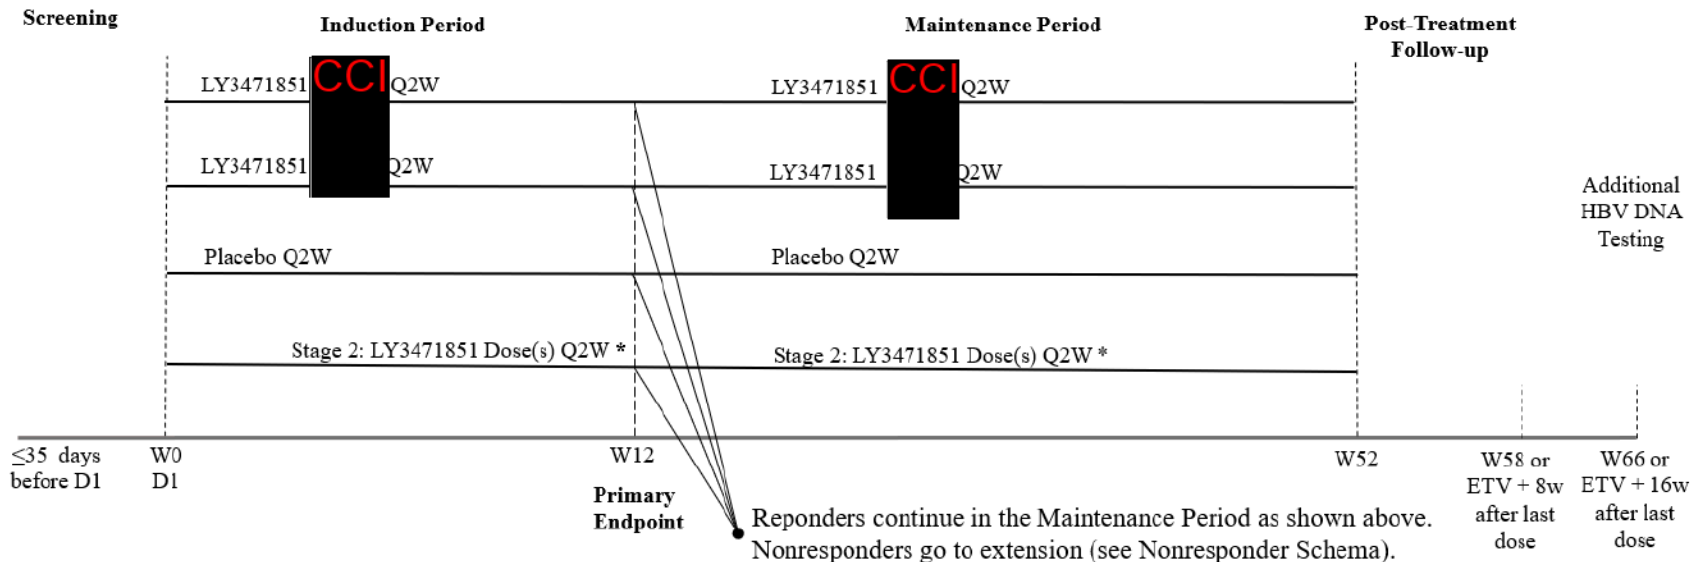 Screening
Induction Period
Maintenance Period
Post-Treatment
Follow-up
LY3471851 CCI Q2W
LY3471851 CCI Q2W
LY3471851 Q2W
LY3471851 Q2W
Placebo Q2W
Placebo Q2W
Stage 2: LY3471851 Dose(s) Q2W *
Stage 2: LY3471851 Dose(s) Q2W *
Additional
HBV DNA
Testing
≤35 days
before D1
W0
D1
W12
Primary
Endpoint
W52
W58 or
ETV + 8w
after last
dose
W66 or
ETV + 16w
after last
dose
Reponders continue in the Maintenance Period as shown above.
Nonresponders go to extension (see Nonresponder Schema).